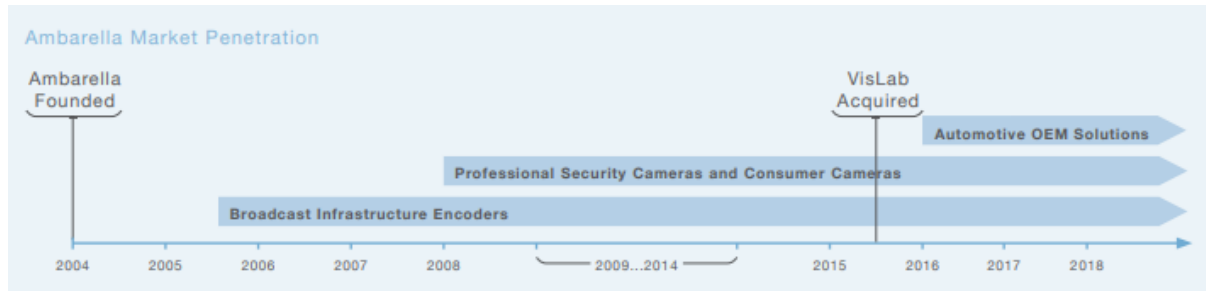 Ambarella Market Penetration
Ambarella
Founded
VisLab
Acquired
Automotive OEM Solutions
Professional Security Cameras and Consumer Cameras
Broadcast Infrastructure Encoders
2004 2005 2006 2007 2008 2009...2014 2015 2016 2017 2018